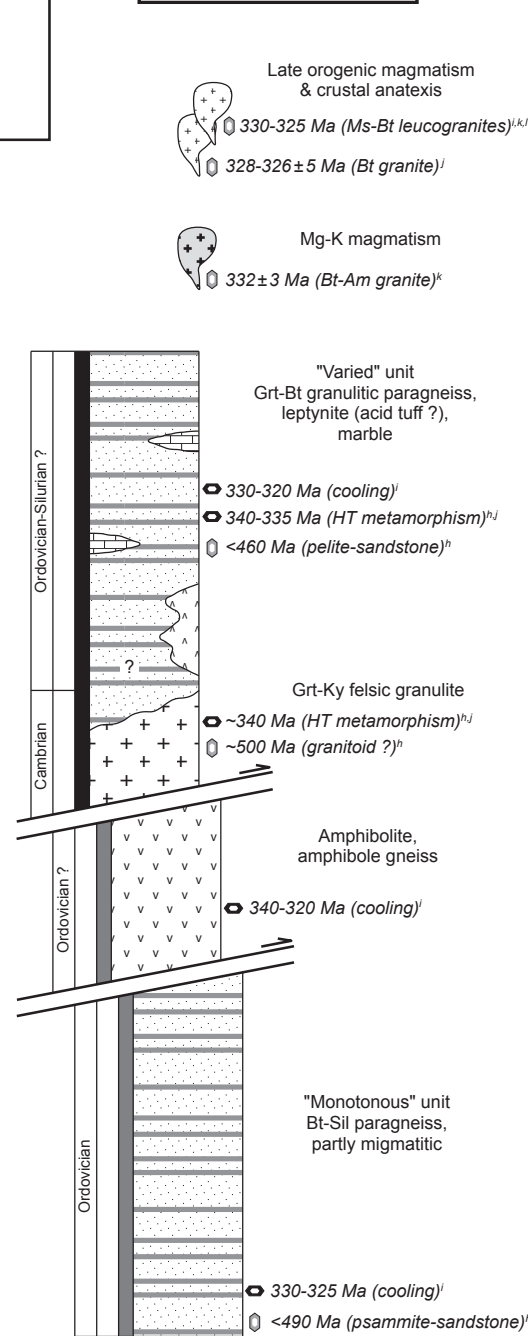 Late orogenic magmatism
& crustal anatexis
330-325 Ma (Ms-Bt leucogranites)i,k,l
328-326±5 Ma (Bt granite)j
Mg-K magmatism
332±3 Ma (Bt-Am granite)k
"Varied" unit
Grt-Bt granulitic paragneiss,
leptynite (acid tuff ?),
marble
Ordovician-Silurian ?
330-320 Ma (cooling)i
340-335 Ma (HT metamorphism)h,j
<460 Ma (pelite-sandstone)h
?
Grt-Ky felsic granulite
Cambrian
~340 Ma (HT metamorphism)h,j
~500 Ma (granitoid ?)h
Amphibolite,
amphibole gneiss
Ordovician ?
340-320 Ma (cooling)i
"Monotonous" unit
Bt-Sil paragneiss,
partly migmatitic
Ordovician
330-325 Ma (cooling)i
<490 Ma (psammite-sandstone)